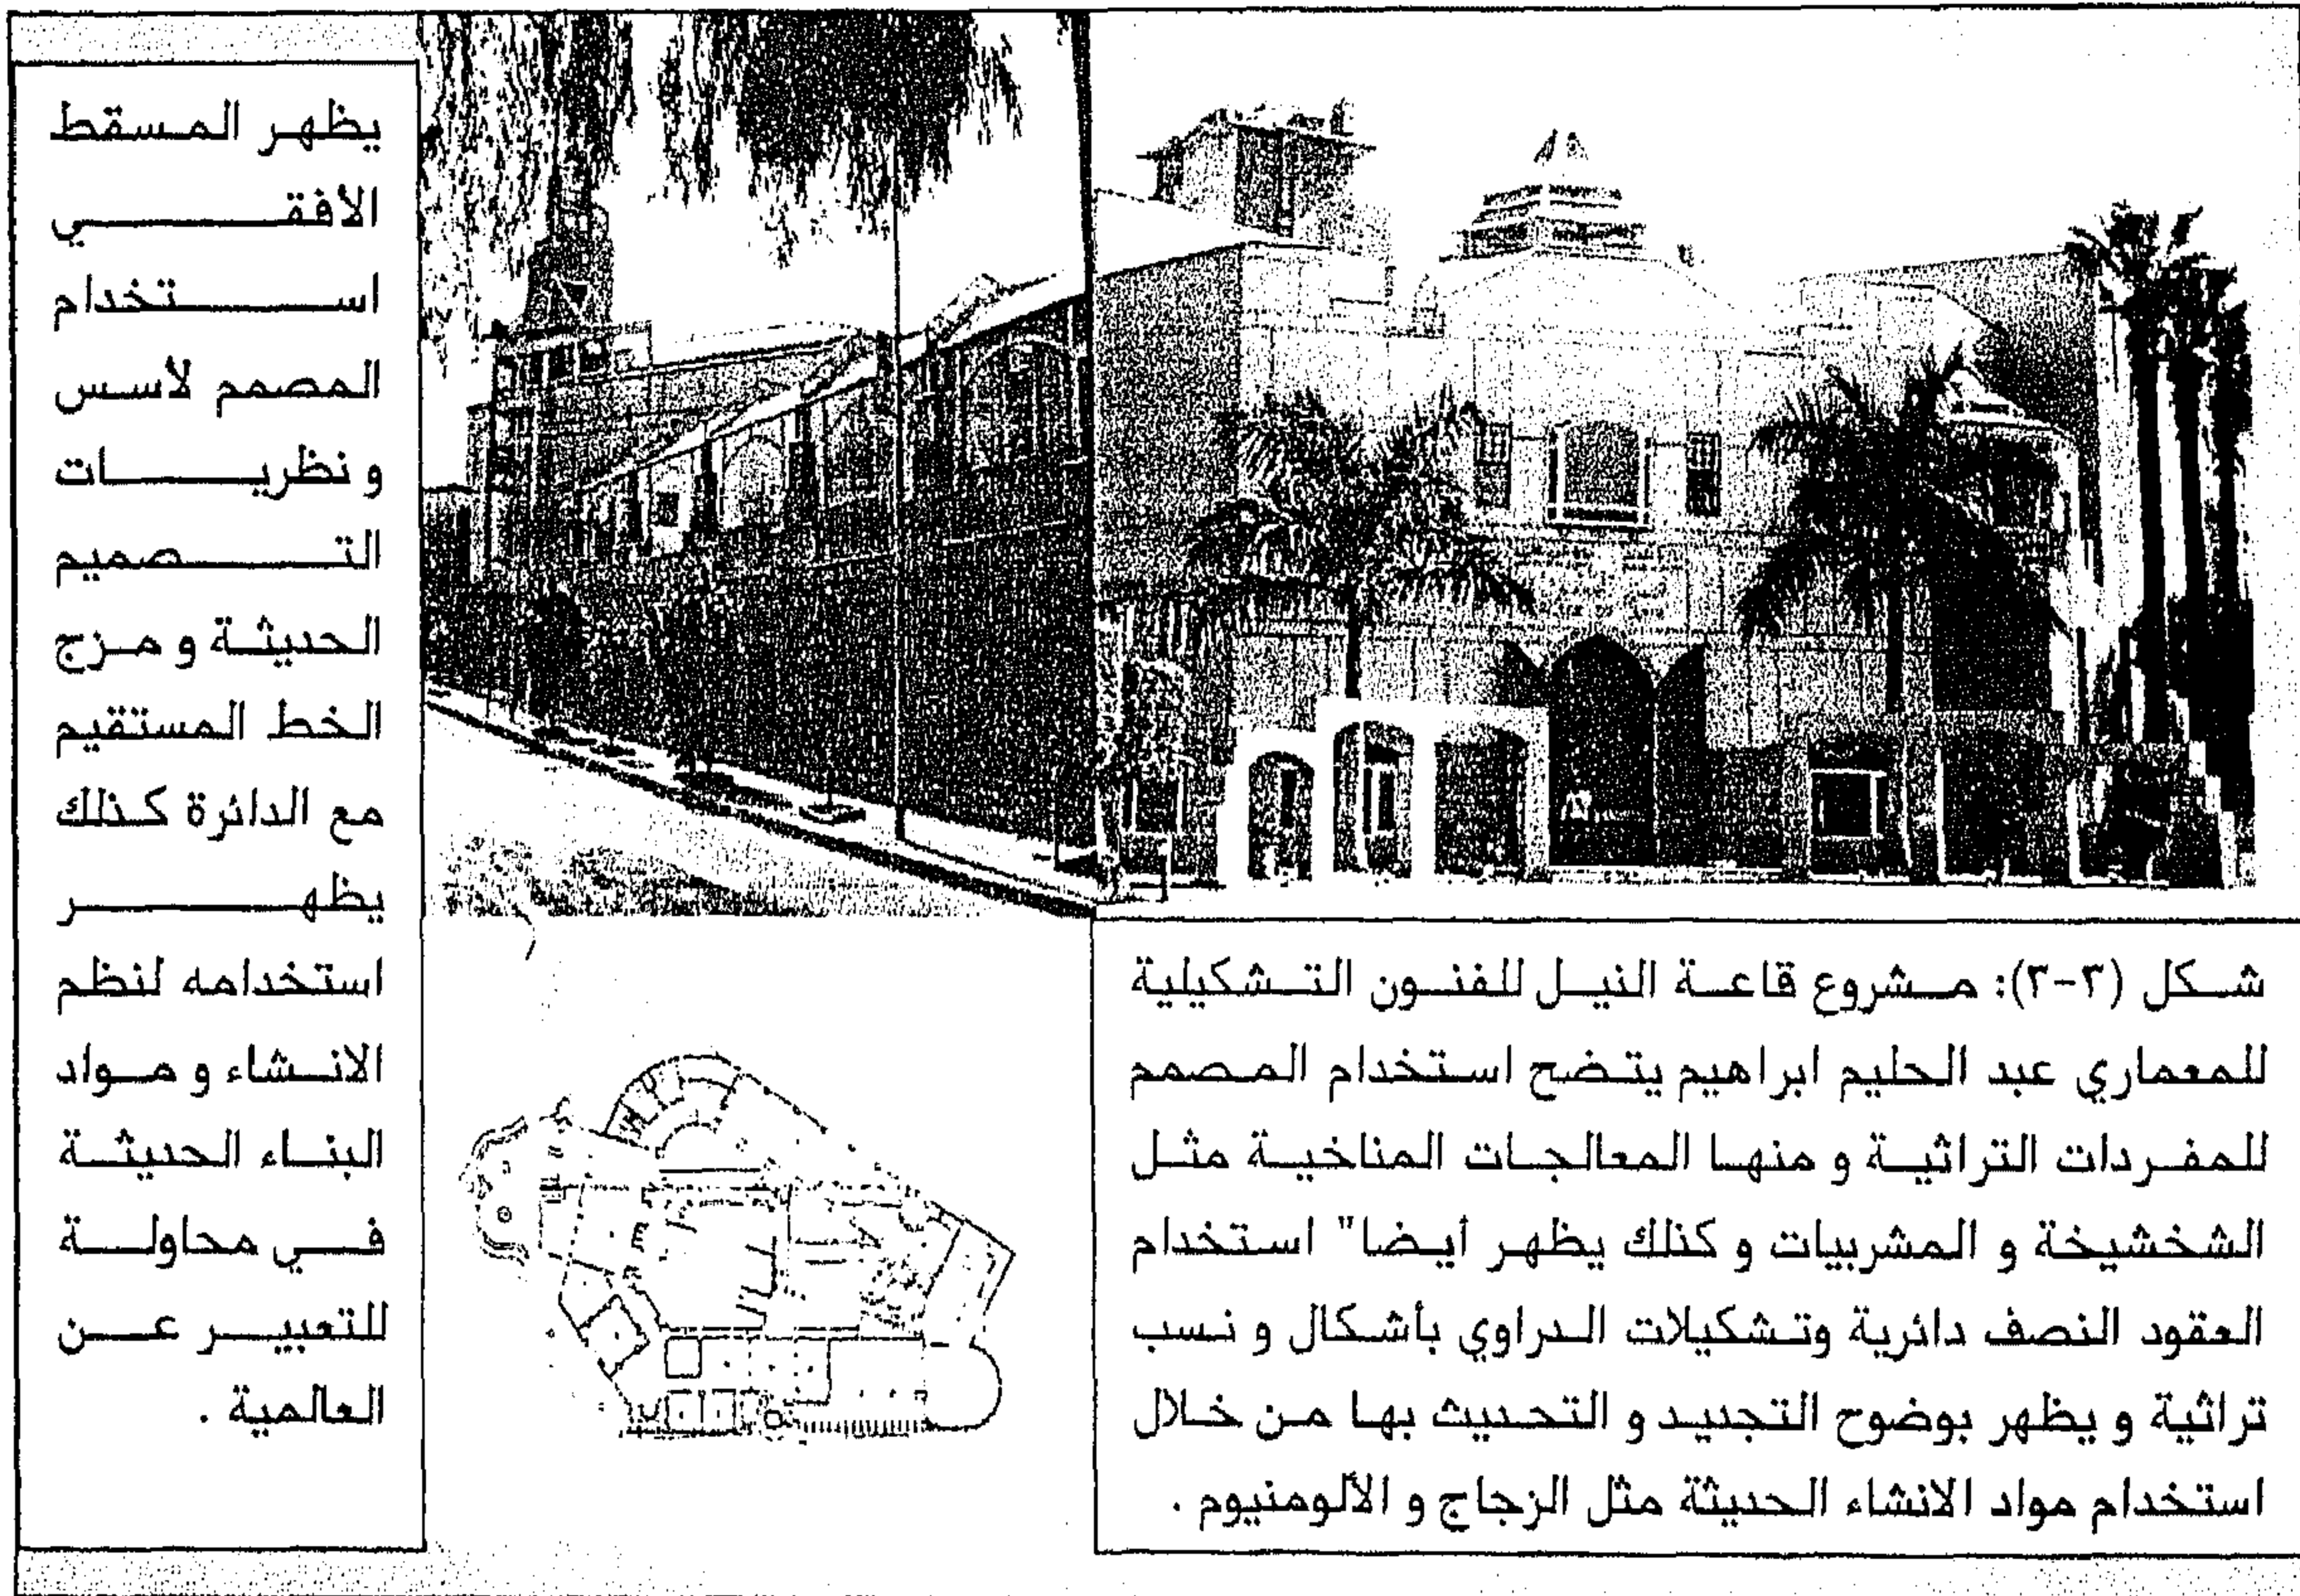 شكل (٣-٣): مشروع قاعة النيل للفنون التشكيلية
للمعماري عبد الحليم ابراهيم يتضح استخدام المصمم
للمفردات التراثية و منها المعالجات المناخية مثل
الشخشيخة و المشربيات و كذلك يظهر أيضا" استخدام
العقود النصف دائرية وتشكيلات الدراوي بأشكال و نسب
تراثية و يظهر بوضوح التجديد و التحديث بها من خلال
استخدام مواد الانشاء الحديثة مثل الزجاج و الألومنيوم .
يظهر المسقط
الأفقي
استخدام
المصمم لأسس
و نظريات
التصميم
الحديثة و مزج
الخط المستقيم
مع الدائرة كذلك
يظهر
استخدامه لنظم
الانشاء و مواد
البناء الحديثة
في محاولة
للتعبير عن
العالمية .